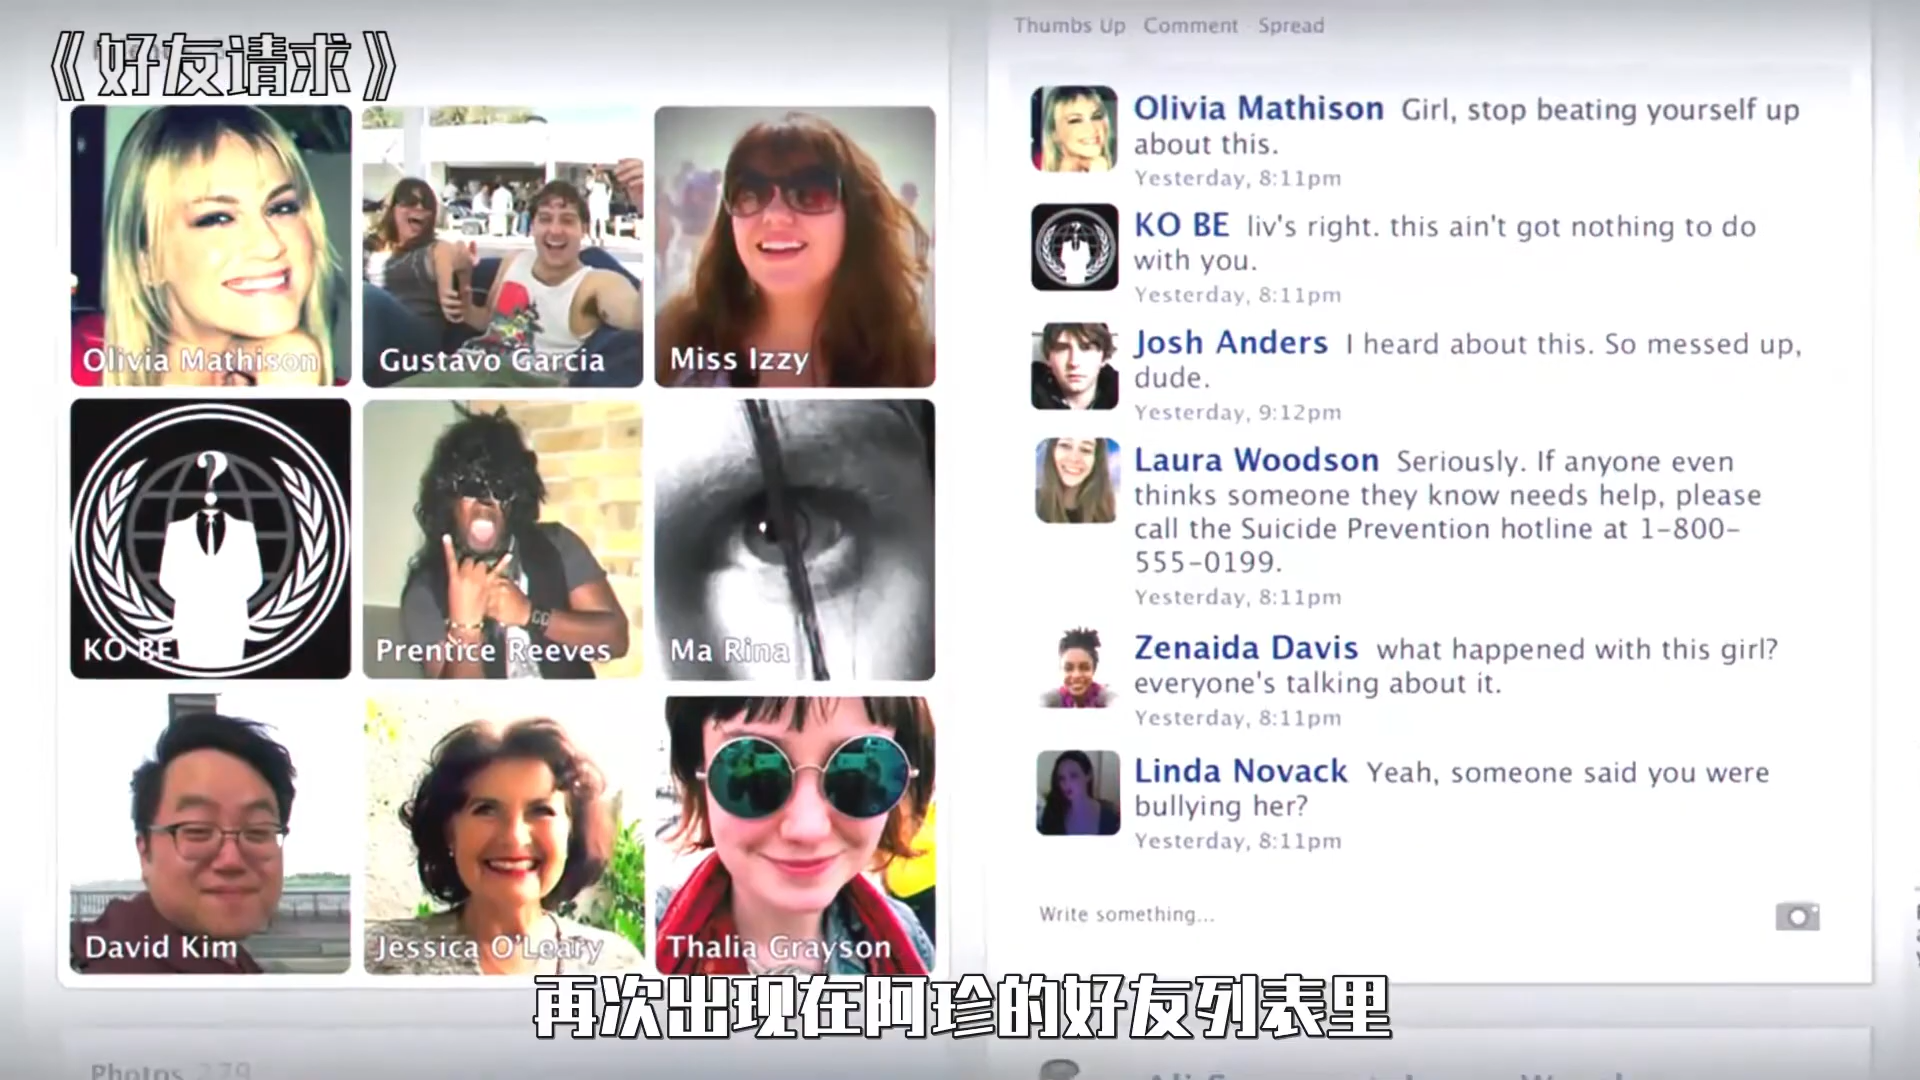 《好友请求》
Olivia Mathison
Gustavo Garcia
Miss Izzy
KO BE
Prentice Reeves
Ma Rina
David Kim
Jessica O'Leary
Thalia Grayson
Photos 279
Thumbs Up Comment Spread
Olivia Mathison Girl, stop beating yourself up
about this.
Yesterday, 8:11pm
KO BE liv's right. this ain't got nothing to do
with you.
Yesterday, 8:11pm
Josh Anders I heard about this. So messed up,
dude.
Yesterday, 9:12pm
Laura Woodson Seriously. If anyone even
thinks someone they know needs help, please
call the Suicide Prevention hotline at 1-800-
555-0199.
Yesterday, 8:11pm
Zenaida Davis what happened with this girl?
everyone's talking about it.
Yesterday, 8:11pm
Linda Novack Yeah, someone said you were
bullying her?
Yesterday, 8:11pm
Write something...
再次出现在阿珍的好友列表里